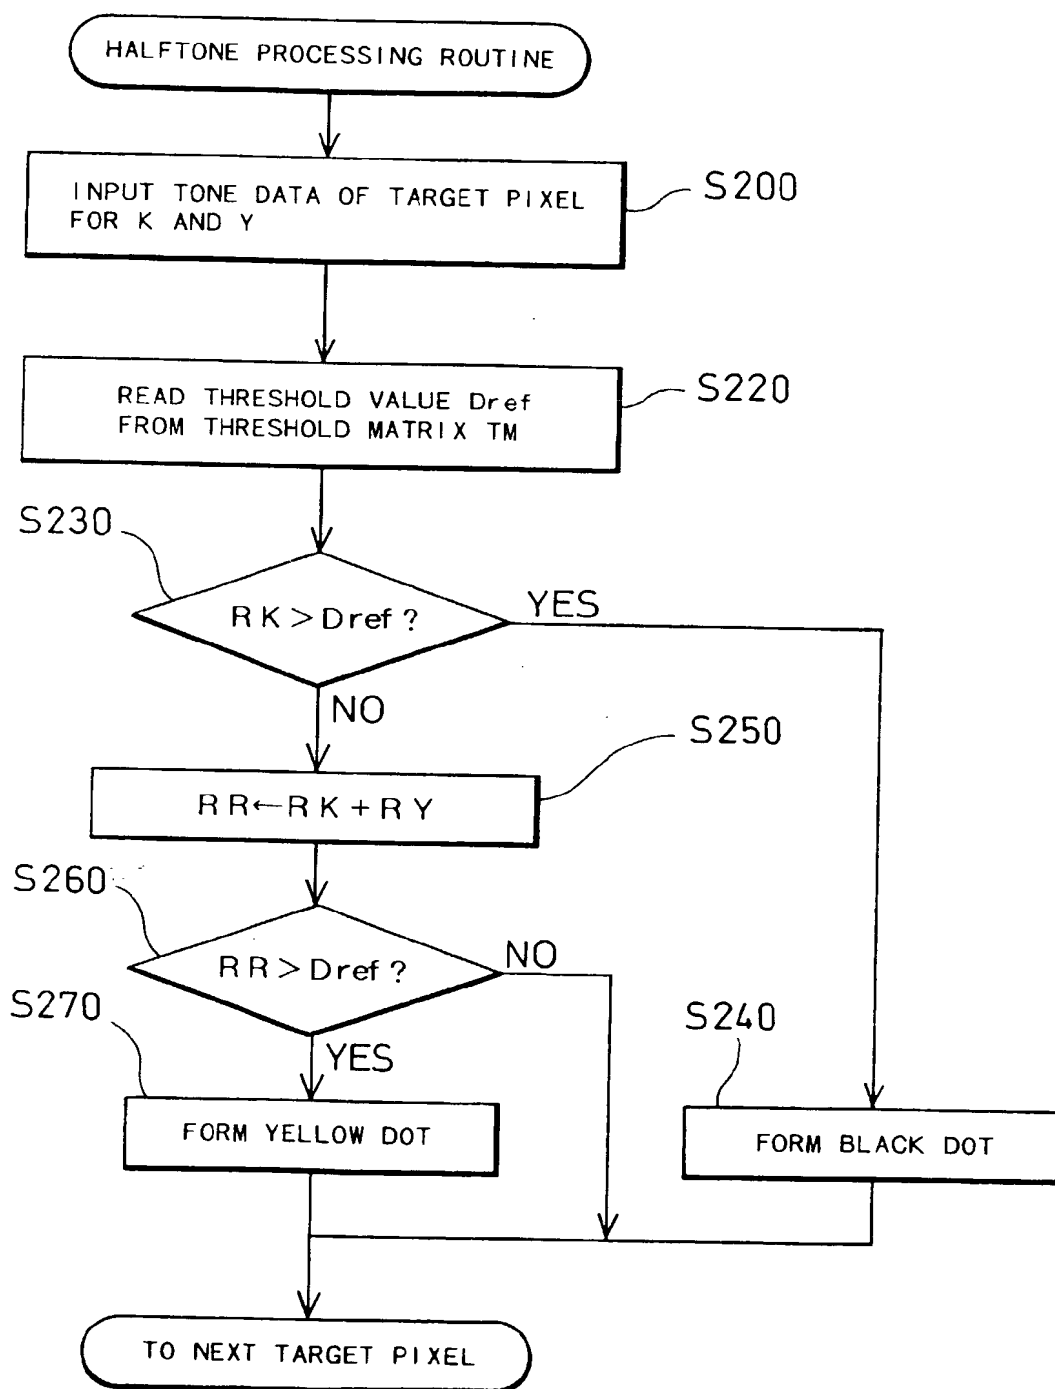 HALFTONE PROCESSING ROUTINE
INPUT TONE DATA OF TARGET PIXEL
FOR K AND Y
S200
READ THRESHOLD VALUE Dref
FROM THRESHOLD MATRIX TM
S220
S230
RK>Dref?
YES
NO
S250
RR←RK+RY
S260
RR>Dref?
NO
S270
YES
S240
FORM YELLOW DOT
FORM BLACK DOT
TO NEXT TARGET PIXEL